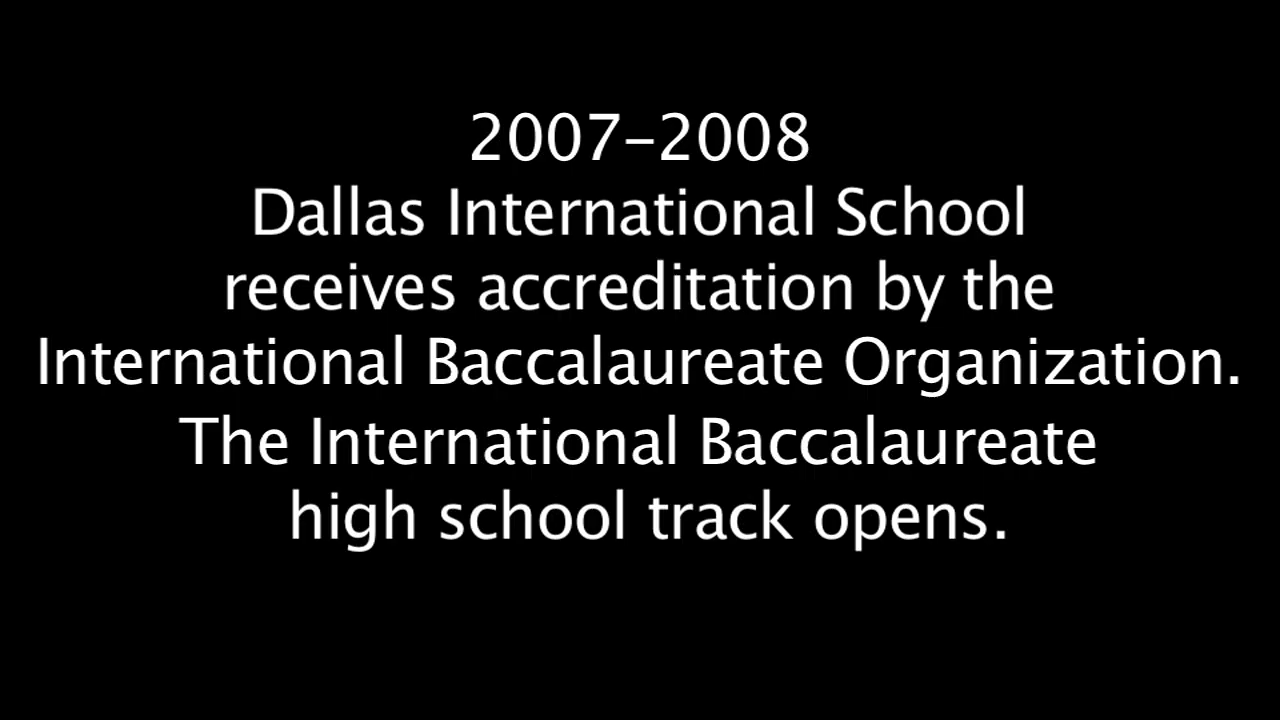 2007-2008
Dallas International School
receives accreditation by the
International Baccalaureate Organization.
The International Baccalaureate
high school track opens.